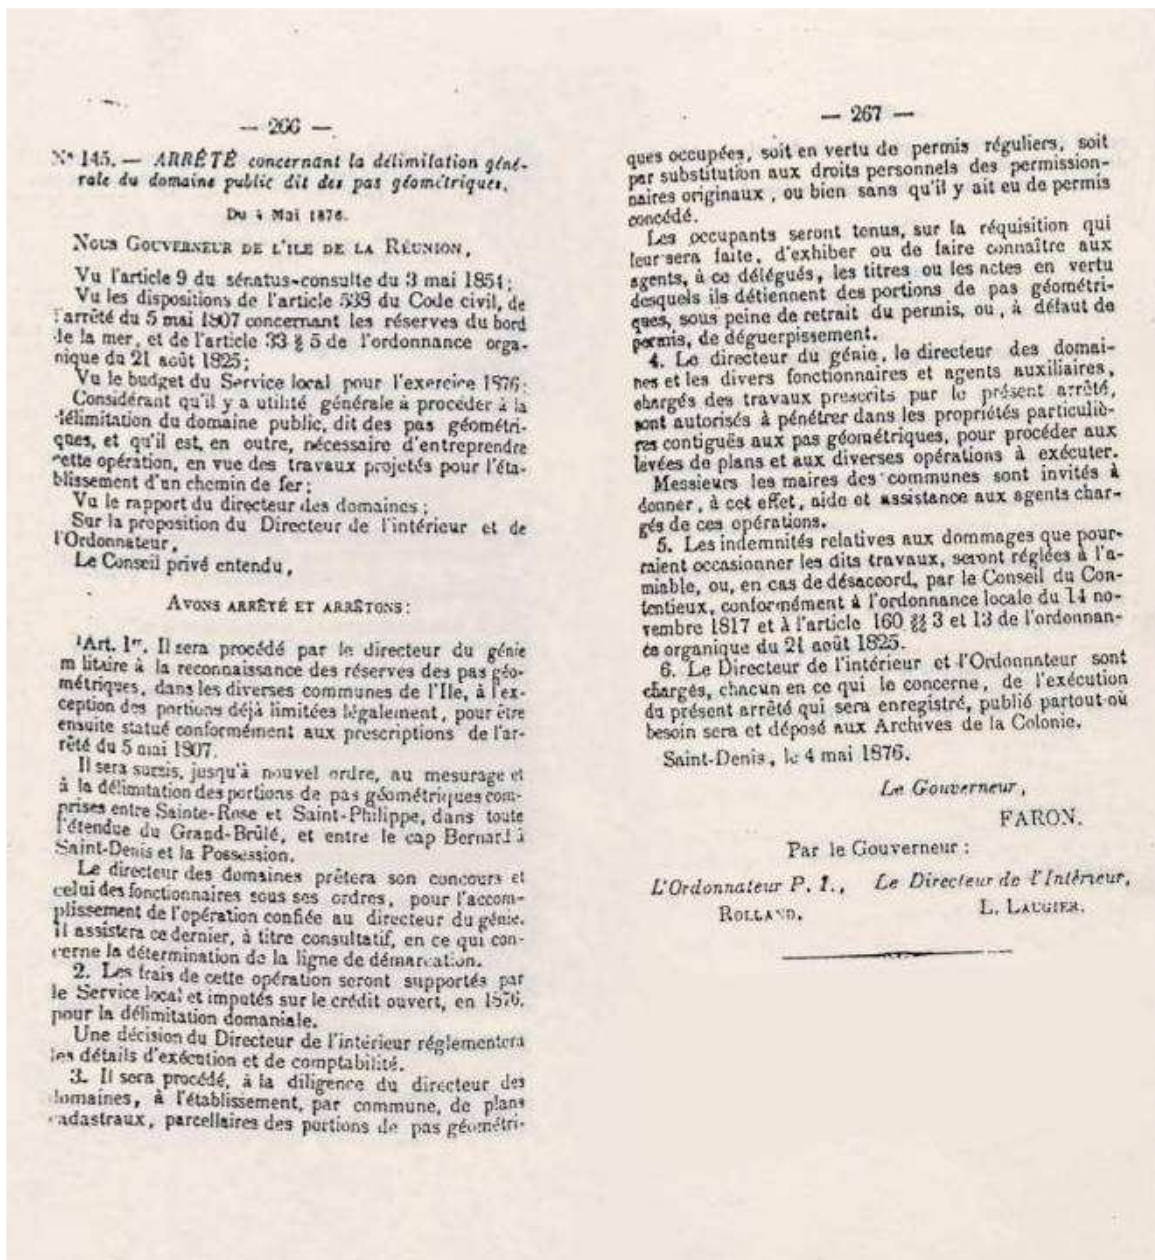 — 266 —
N° 145. — ARRÊTÉ concernant la délimitation géné-
rale du domaine public dit des pas géométriques.
Du 4 Mai 1876.
NOUS GOUVERNEUR DE L'ILE DE LA RÉUNION,
Vu l'article 9 du sénatus-consulte du 3 mai 1854;
Vu les dispositions de l'article 538 du Code civil, de
l'arrêté du 5 mai 1807 concernant les réserves du bord
de la mer, et de l'article 33 § 5 de l'ordonnance orga-
nique du 21 août 1825;
Vu le budget du Service local pour l'exercice 1876;
Considérant qu'il y a utilité générale à procéder à la
délimitation du domaine public, dit des pas géométri-
ques, et qu'il est, en outre, nécessaire d'entreprendre
cette opération, en vue des travaux projetés pour l'éta-
blissement d'un chemin de fer;
Vu le rapport du directeur des domaines;
Sur la proposition du Directeur de l'intérieur et de
l'Ordonnateur,
Le Conseil privé entendu,
AVONS ARRÊTÉ ET ARRÊTONS:
Art. 1er. Il sera procédé par le directeur du génie
militaire à la reconnaissance des réserves des pas géo-
métriques, dans les diverses communes de l'Ile, à l'ex-
ception des portions déjà limitées légalement, pour être
ensuite statué conformément aux prescriptions de l'ar-
rêté du 5 mai 1807.
Il sera sursis, jusqu'à nouvel ordre, au mesurage et
à la délimitation des portions de pas géométriques com-
prises entre Sainte-Rose et Saint-Philippe, dans toute
l'étendue du Grand-Brûlé, et entre le cap Bernard à
Saint-Denis et la Possession.
Le directeur des domaines prêtera son concours et
celui des fonctionnaires sous ses ordres, pour l'accom-
plissement de l'opération confiée au directeur du génie.
Il assistera ce dernier, à titre consultatif, en ce qui con-
cerne la détermination de la ligne de démarcation.
2. Les frais de cette opération seront supportés par
le Service local et imputés sur le crédit ouvert, en 1876,
pour la délimitation domaniale.
Une décision du Directeur de l'intérieur réglementera
les détails d'exécution et de comptabilité.
3. Il sera procédé, à la diligence du directeur des
domaines, à l'établissement, par commune, de plans
cadastraux, parcellaires des portions de pas géométri-
— 267 —
ques occupées, soit en vertu de permis réguliers, soit
par substitution aux droits personnels des permission-
naires originaux, ou bien sans qu'il y ait eu de permis
concédé.
Les occupants seront tenus, sur la réquisition qui
leur sera faite, d'exhiber ou de faire connaître aux
agents, à ce délégués, les titres ou les actes en vertu
desquels ils détiennent des portions de pas géométri-
ques, sous peine de retrait du permis, ou, à défaut de
permis, de déguerpissement.
4. Le directeur du génie, le directeur des domai-
nes et les divers fonctionnaires et agents auxiliaires,
chargés des travaux prescrits par le présent arrêté,
sont autorisés à pénétrer dans les propriétés particuliè-
res contiguës aux pas géométriques, pour procéder aux
levées de plans et aux diverses opérations à exécuter.
Messieurs les maires des communes sont invités à
donner, à cet effet, aide et assistance aux agents char-
gés de ces opérations.
5. Les indemnités relatives aux dommages que pour-
raient occasionner les dits travaux, seront réglées à l'a-
miable, ou, en cas de désaccord, par le Conseil du Con-
tentieux, conformément à l'ordonnance locale du 14 no-
vembre 1817 et à l'article 160 §§ 3 et 13 de l'ordonnan-
ce organique du 21 août 1825.
6. Le Directeur de l'intérieur et l'Ordonnateur sont
chargés, chacun en ce qui le concerne, de l'exécution
du présent arrêté qui sera enregistré, publié partout où
besoin sera et déposé aux Archives de la Colonie.
Saint-Denis, le 4 mai 1876.
Le Gouverneur,
FARON.
Par le Gouverneur:
L'Ordonnateur P. I., Le Directeur de l'Intérieur,
ROLLAND. L. LAUGIER.